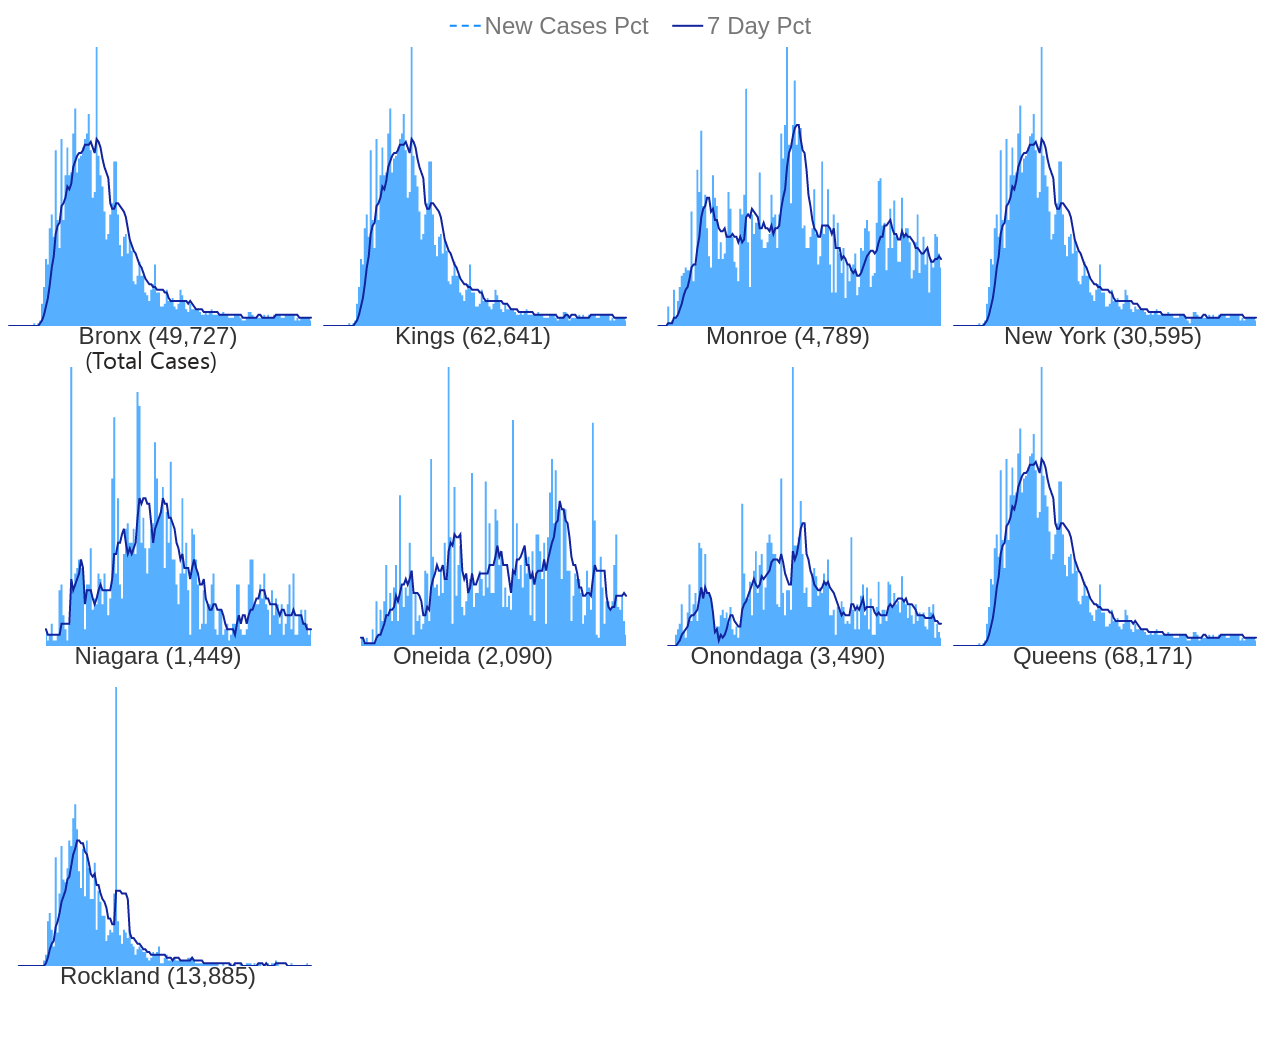 New Cases Pct 7 Day Pct
Bronx (49,727) Kings (62,641) Monroe (4,789) New York (30,595)
(Total Cases)
Niagara (1,449) Oneida (2,090) Onondaga (3,490) Queens (68,171)
Rockland (13,885)